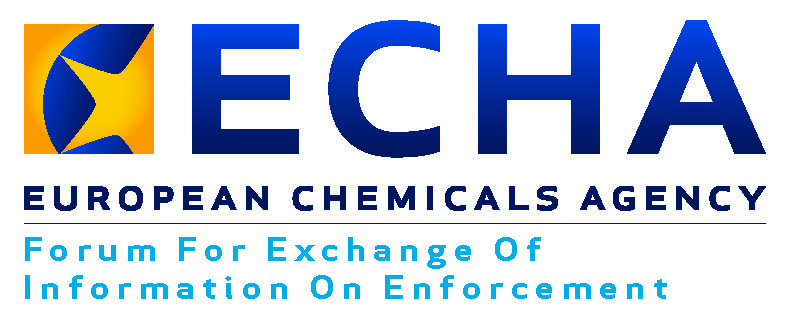 ECHA
EUROPEAN CHEMICALS AGENCY
Forum For Exchange Of
Information On Enforcement